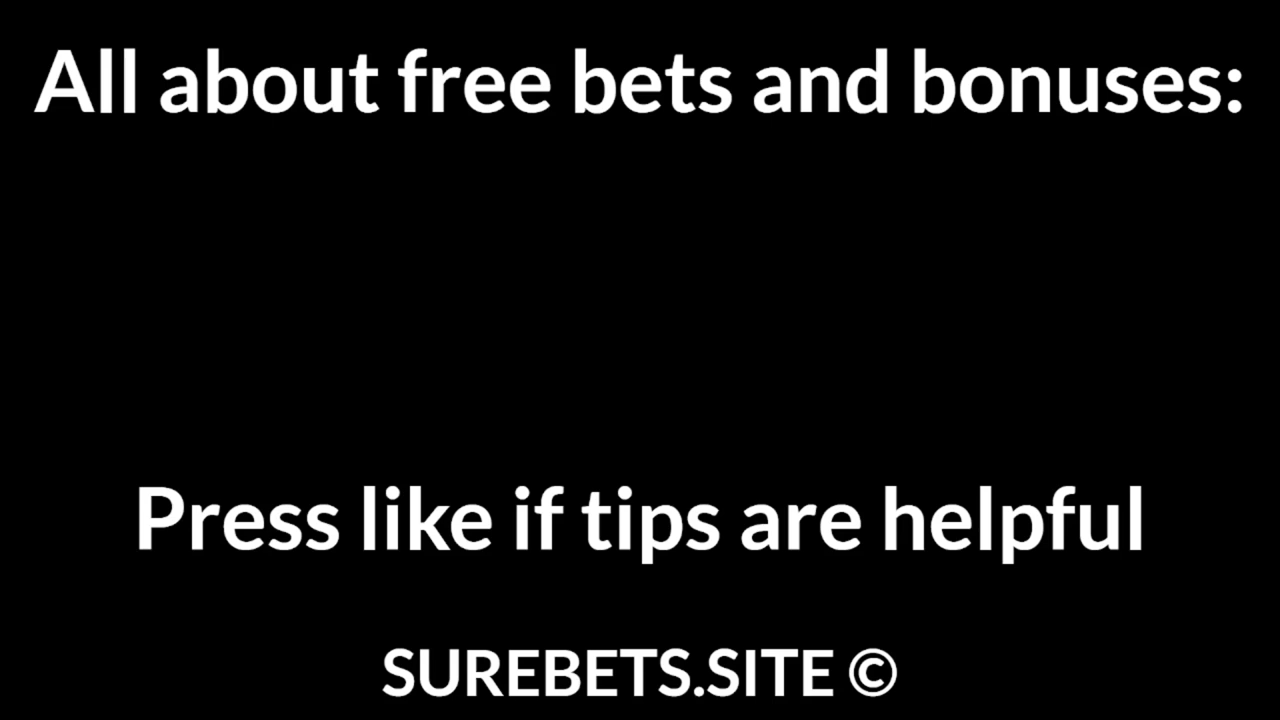 All about free bets and bonuses:
Press like if tips are helpful
SUREBETS.SITE ©